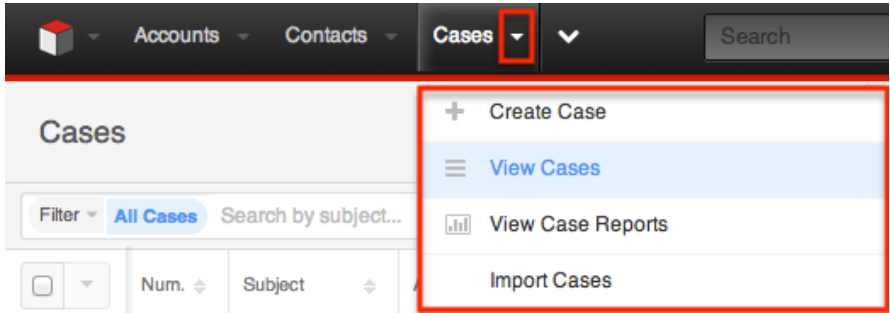 Accounts Contacts Cases Search
Cases
Create Case
View Cases
Filter All Cases Search by subject...
View Case Reports
Num. Subject
Import Cases